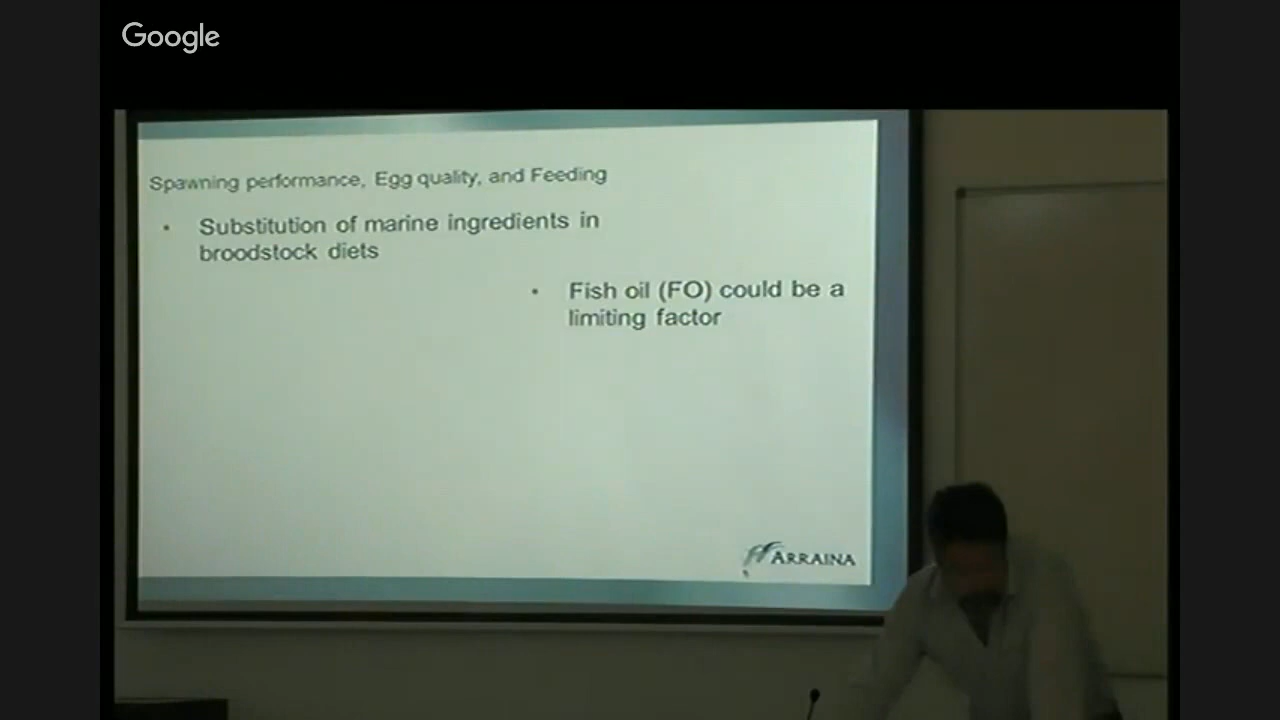 Google
Spawning performance, Egg quality, and Feeding
• Substitution of marine ingredients in
broodstock diets
• Fish oil (FO) could be a
limiting factor
ARRAINA